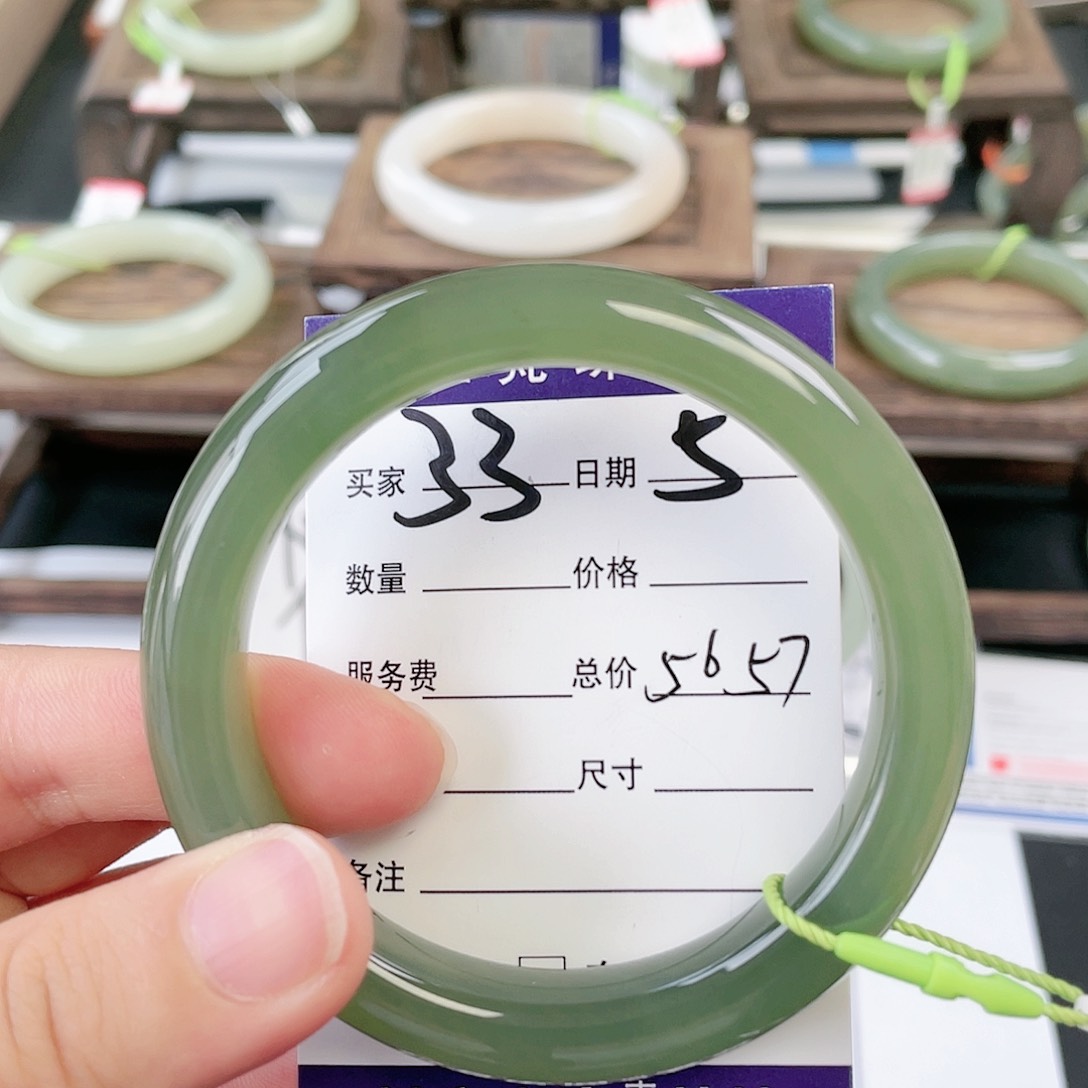 买家 33 日期 5
数量 价格
服务费 总价 5657
尺寸
备注